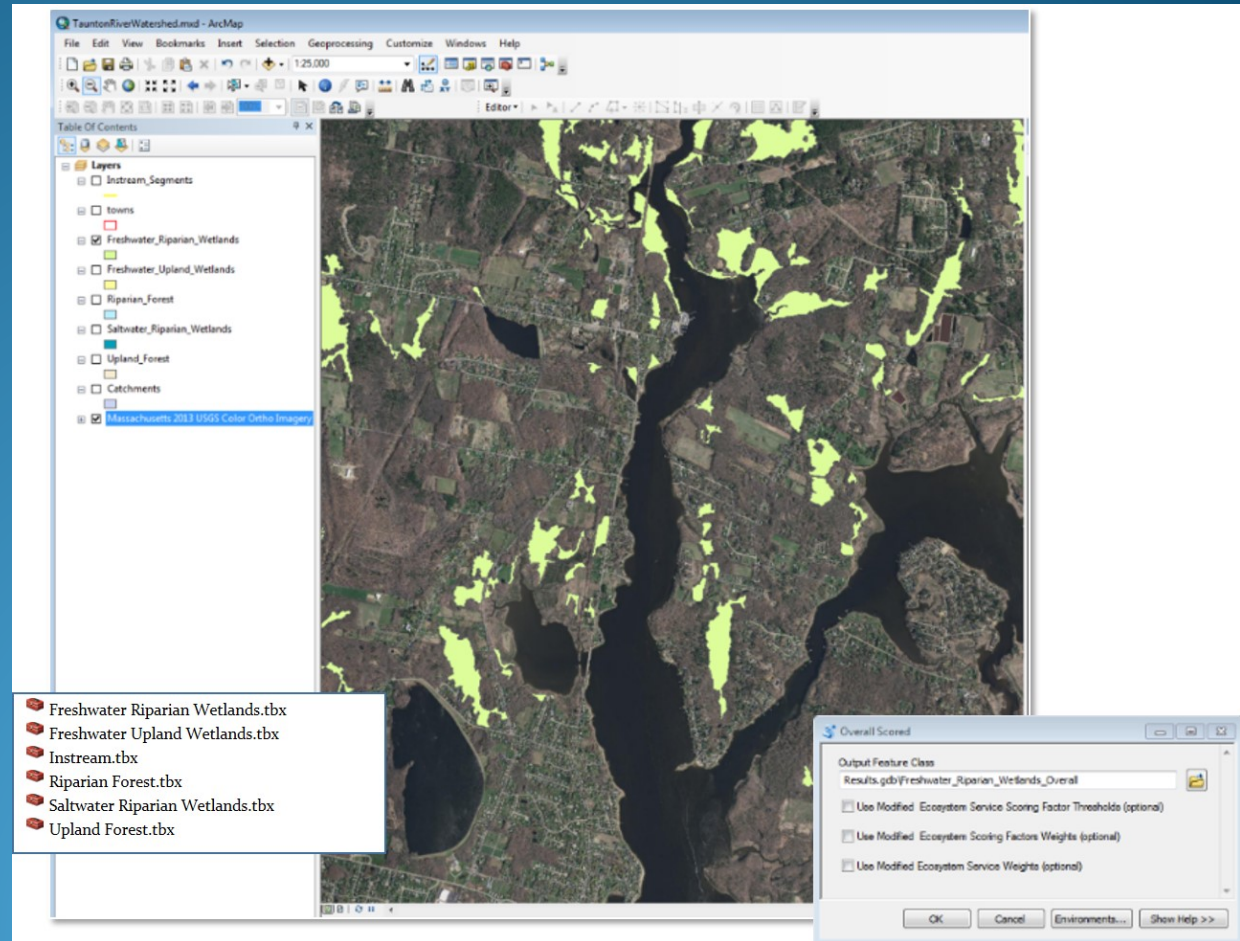 TauntonRiverWatershed.mxd - ArcMap
File Edit View Bookmarks Insert Selection Geoprocessing Customize Windows Help
1:25,000
Editor
Table Of Contents
Layers
Instream_Segments
towns
Freshwater_Riparian_Wetlands
Freshwater_Upland_Wetlands
Riparian_Forest
Saltwater_Riparian_Wetlands
Upland_Forest
Catchments
Massachusetts 2013 USGS Color Ortho Imagery
Freshwater Riparian Wetlands.tbx
Freshwater Upland Wetlands.tbx
Instream.tbx
Riparian Forest.tbx
Saltwater Riparian Wetlands.tbx
Upland Forest.tbx
Overall Scored
Output Feature Class
Results.gdb\Freshwater_Riparian_Wetlands_Overall
Use Modified Ecosystem Service Scoring Factor Thresholds (optional)
Use Modified Ecosystem Scoring Factors Weights (optional)
Use Modified Ecosystem Service Weights (optional)
OK Cancel Environments... Show Help >>